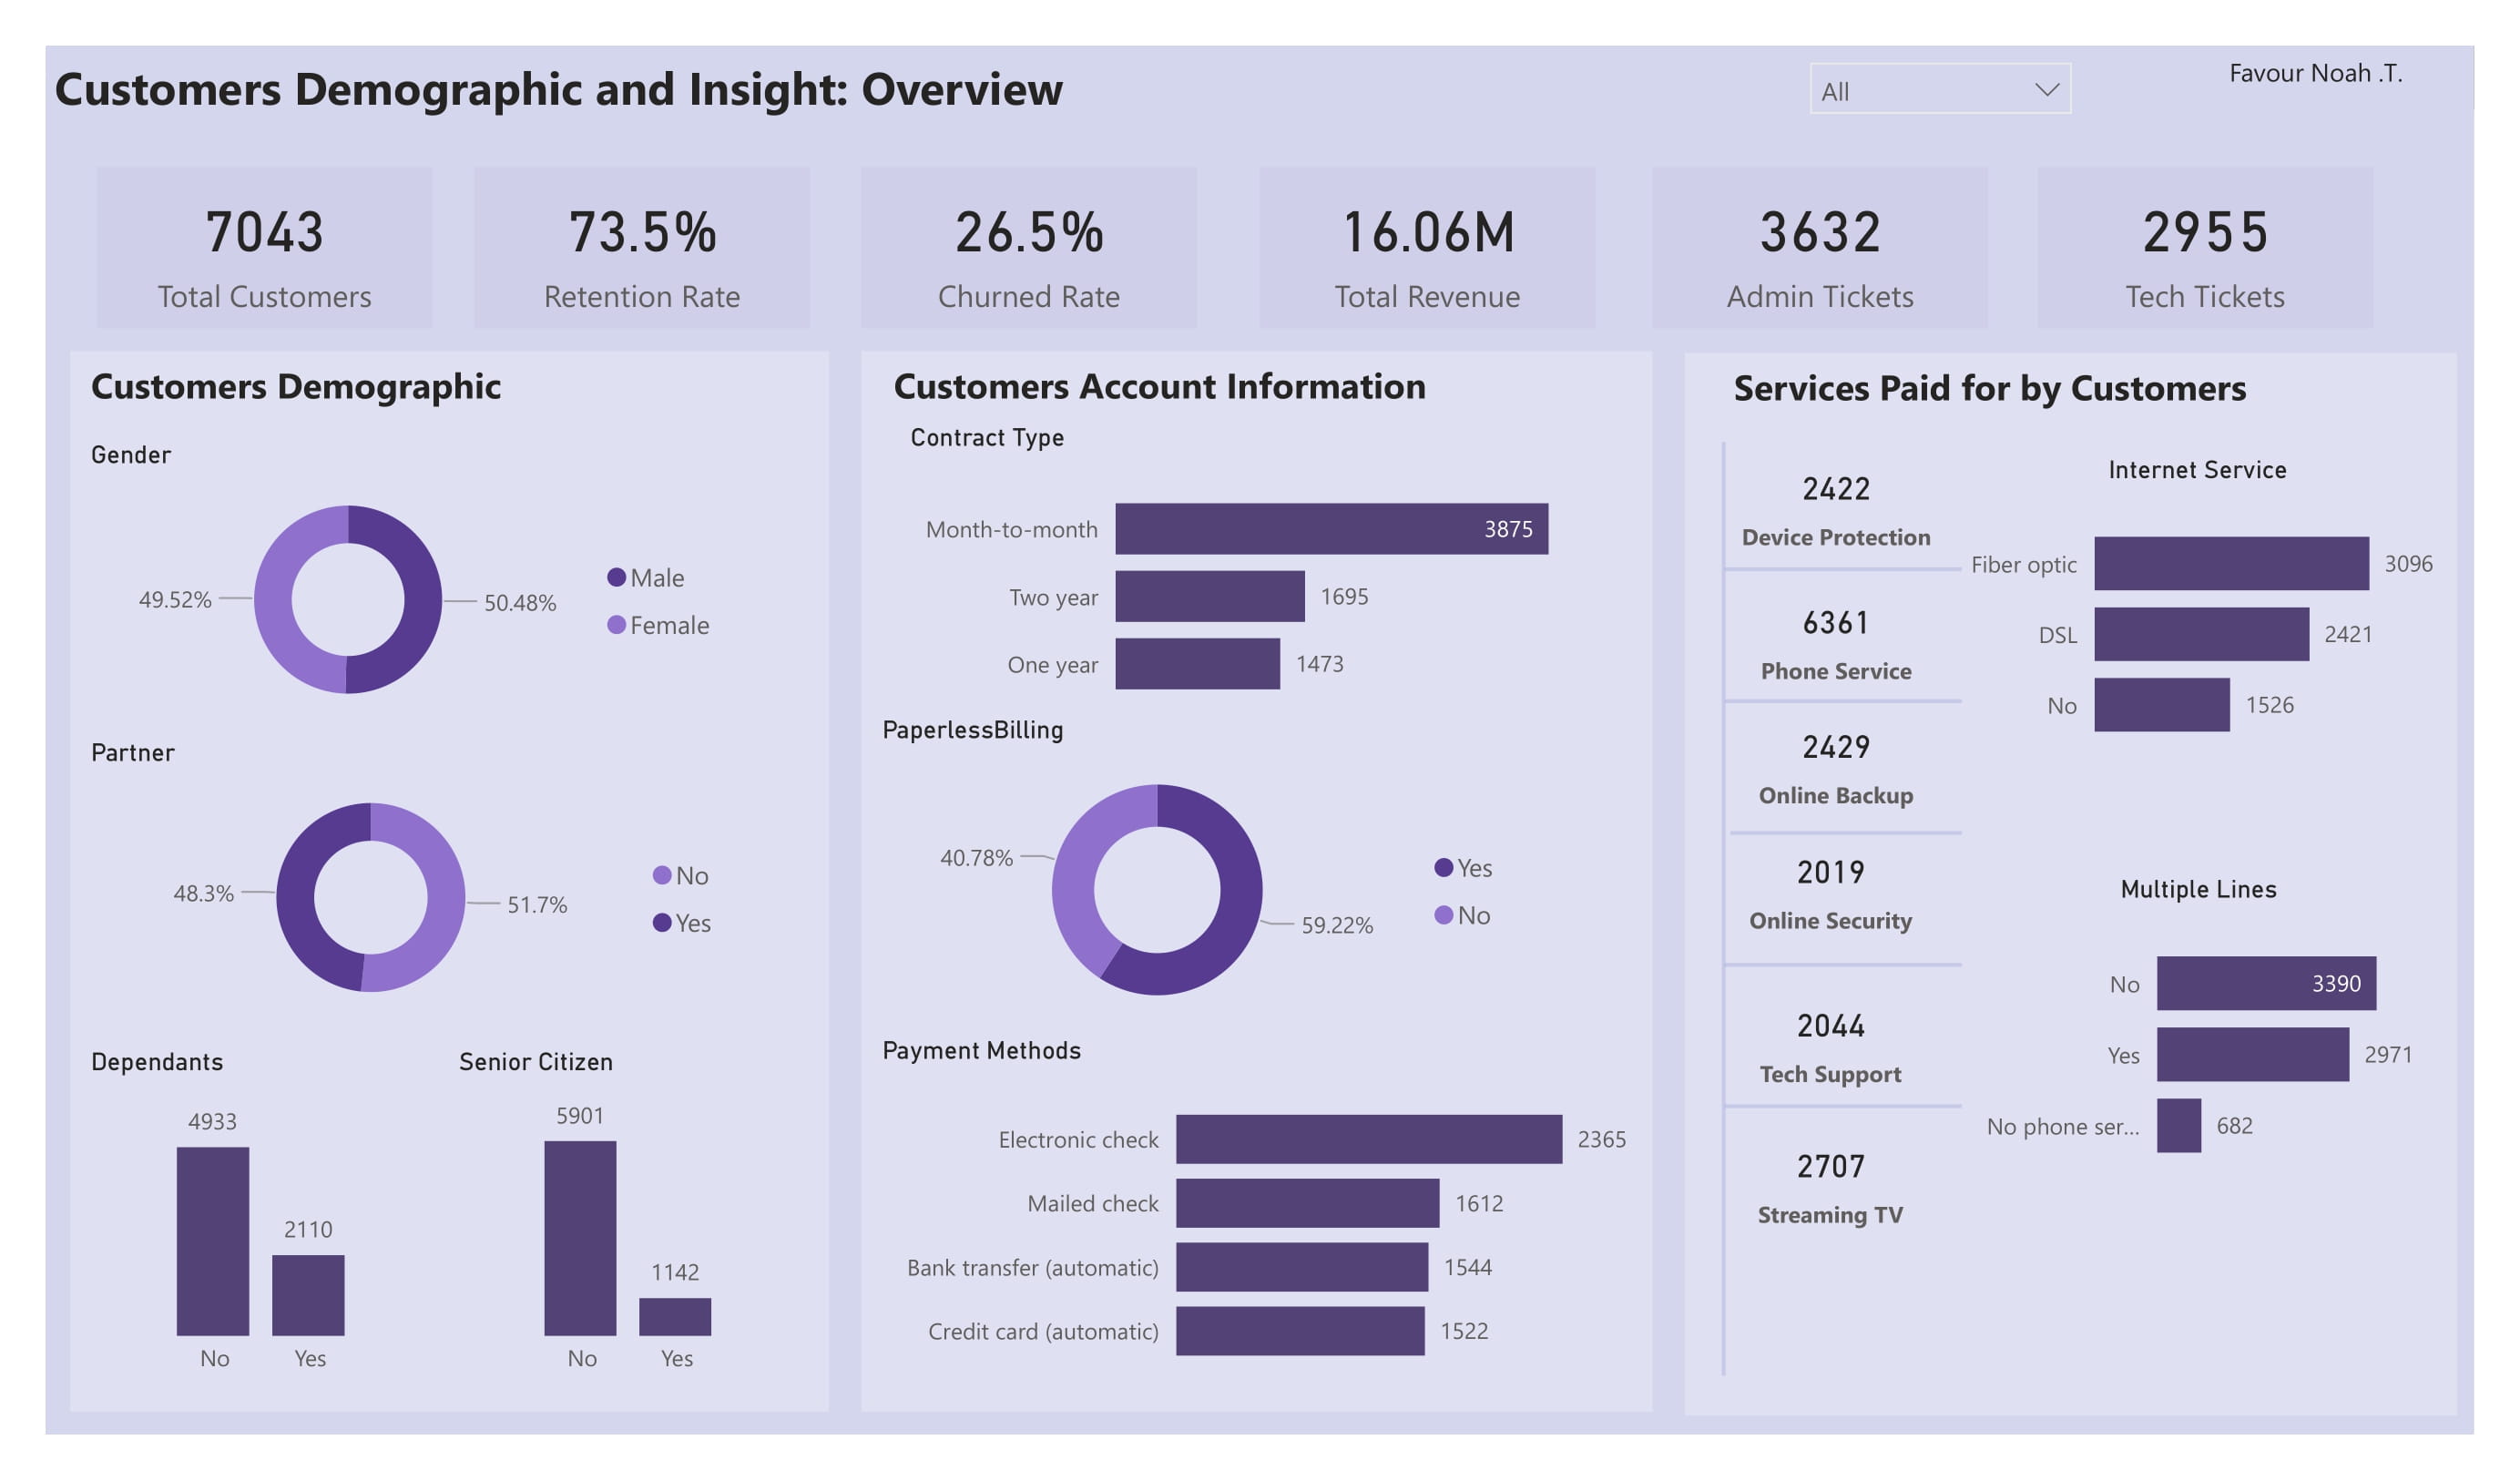 Customers Demographic and Insight: Overview
All
Favour Noah .T.
7043
Total Customers
73.5%
Retention Rate
26.5%
Churned Rate
16.06M
Total Revenue
3632
Admin Tickets
2955
Tech Tickets
Customers Demographic
Gender
49.52%
50.48%
Male
Female
Partner
48.3%
51.7%
No
Yes
Dependants
4933
2110
No
Yes
Senior Citizen
5901
1142
No
Yes
Customers Account Information
Contract Type
Month-to-month 3875
Two year 1695
One year 1473
PaperlessBilling
40.78%
59.22%
Yes
No
Payment Methods
Electronic check 2365
Mailed check 1612
Bank transfer (automatic) 1544
Credit card (automatic) 1522
Services Paid for by Customers
2422
Device Protection
6361
Phone Service
2429
Online Backup
2019
Online Security
2044
Tech Support
2707
Streaming TV
Internet Service
Fiber optic 3096
DSL 2421
No 1526
Multiple Lines
No 3390
Yes 2971
No phone ser... 682